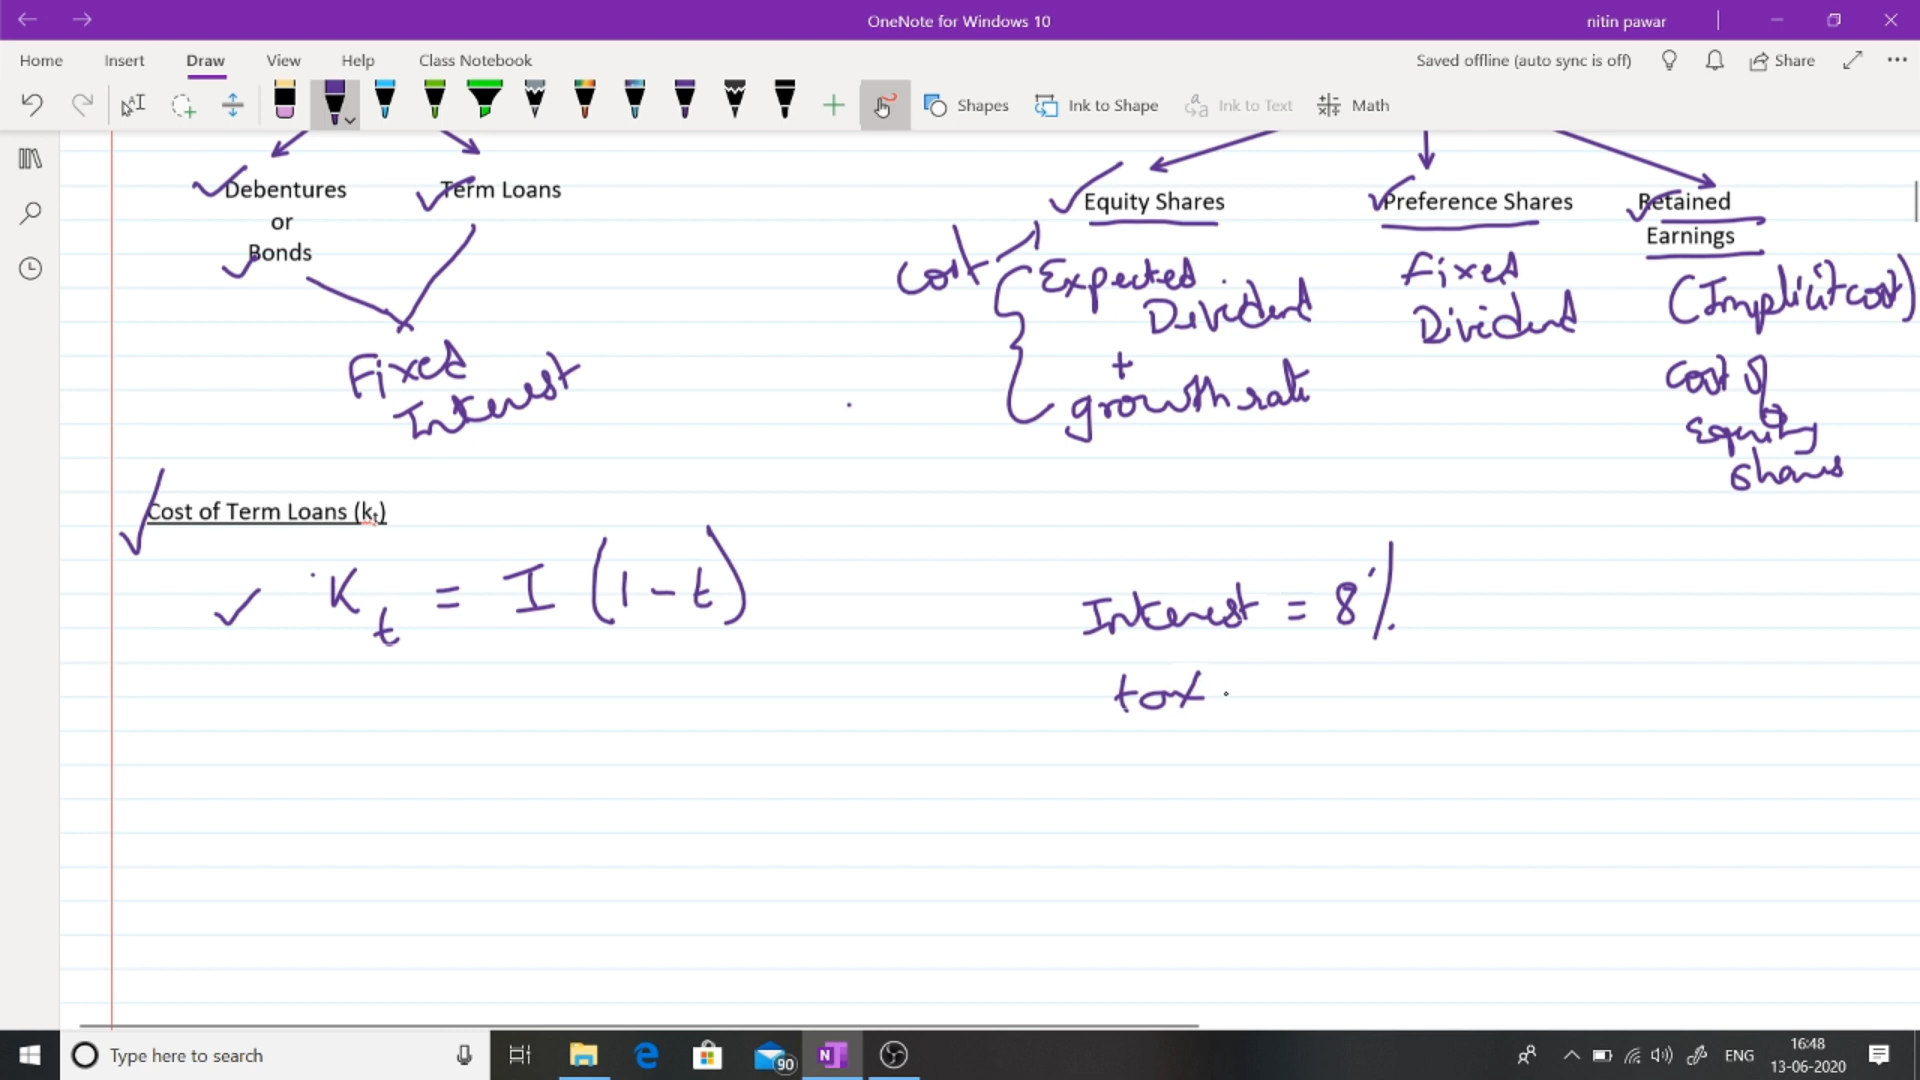 OneNote for Windows 10
nitin pawar
Home Insert Draw View Help Class Notebook
Saved offline (auto sync is off) Share
Shapes Ink to Shape Ink to Text Math
Debentures
or
Bonds
Term Loans
Fixed
Interest
Equity Shares
Cost
Expected
Dividend
+
growth rate
Preference Shares
Fixed
Dividend
Retained
Earnings
(Implicit cost)
Cost of
Equity
shares
Cost of Term Loans (kt)
Kt = I (1 - t)
Interest = 8%
tax
Type here to search
90
ENG
16:48
13-06-2020